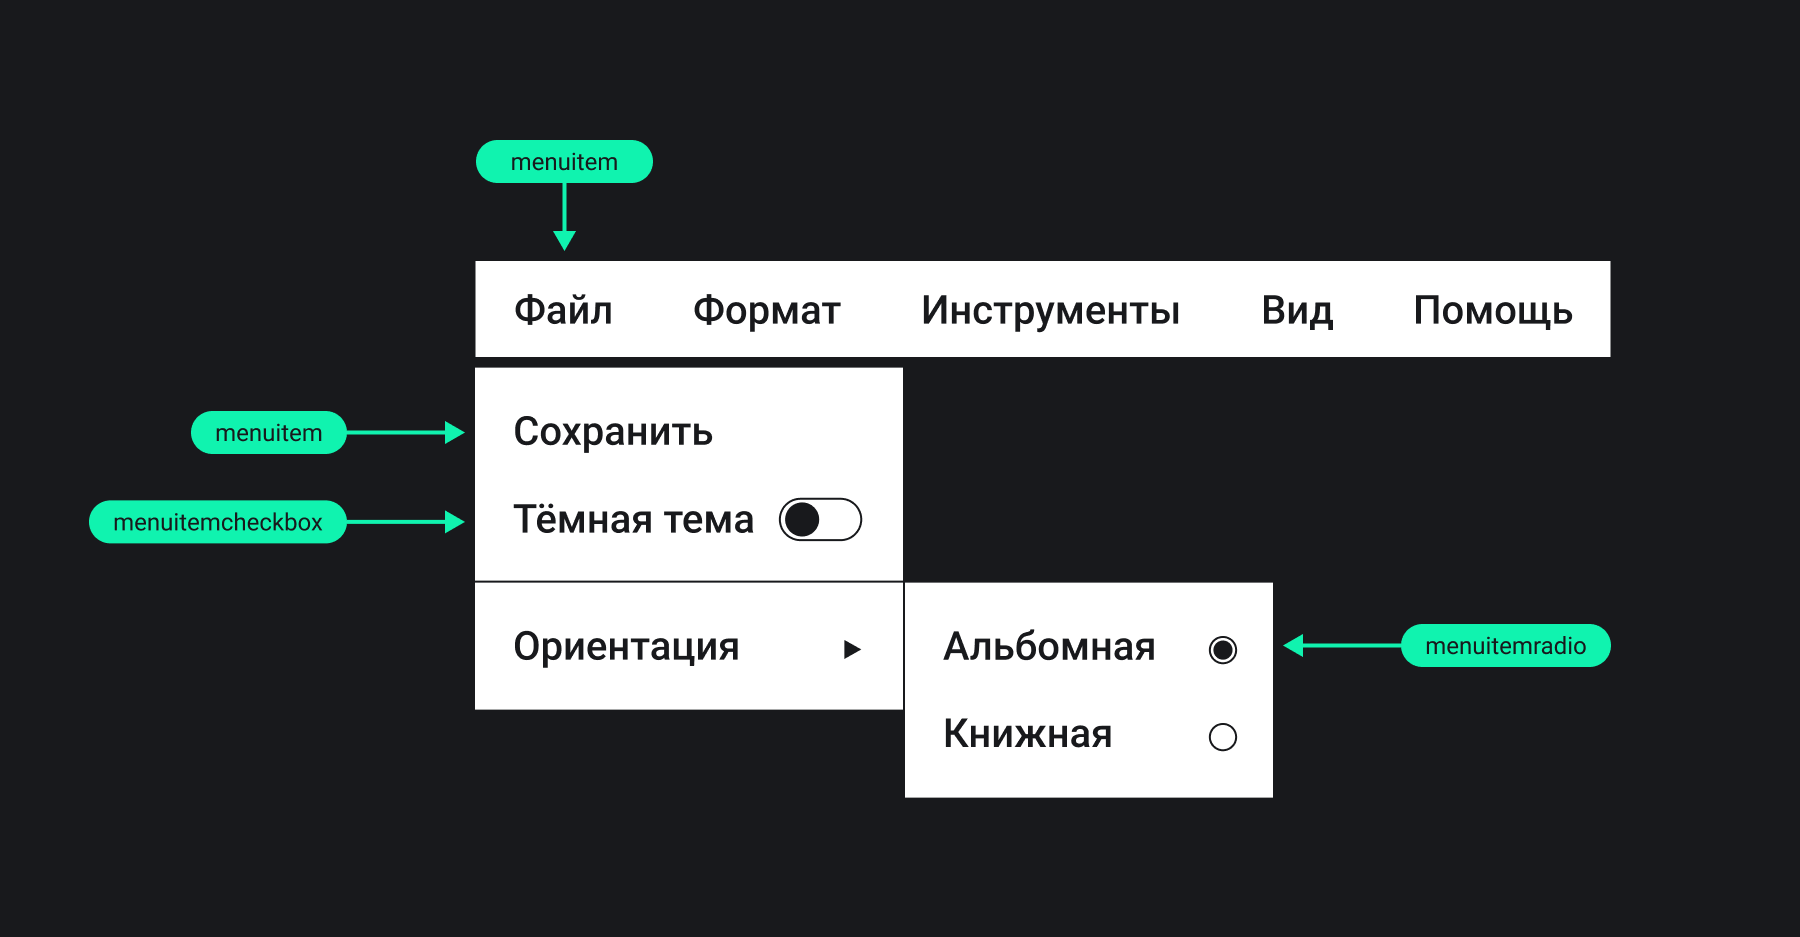 menuitem
Файл Формат Инструменты Вид Помощь
menuitem
Сохранить
menuitemcheckbox
Тёмная тема
Ориентация
Альбомная
menuitemradio
Книжная